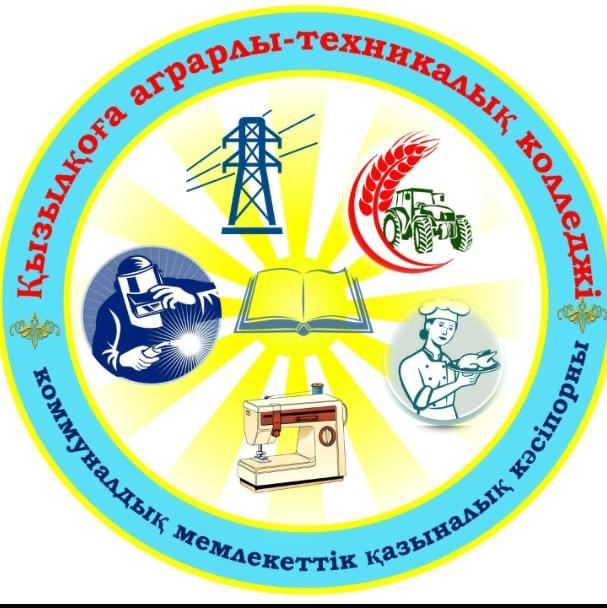 Қызылқоға аграрлы-техникалық колледжі
коммуналдық мемлекеттік қазыналық кәсіпорны